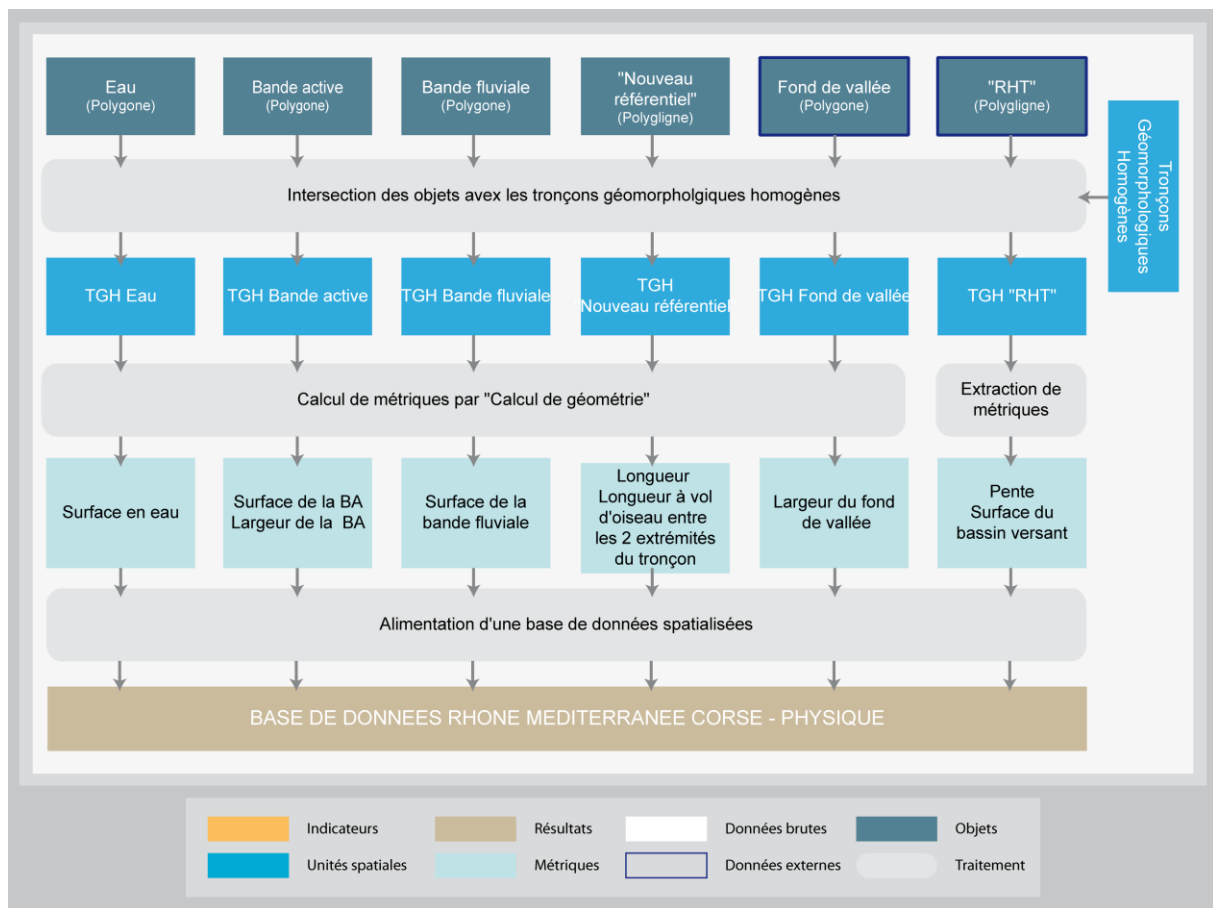 Eau
(Polygone)
Bande active
(Polygone)
Bande fluviale
(Polygone)
"Nouveau
référentiel"
(Polygligne)
Fond de vallée
(Polygone)
"RHT"
(Polygligne)
Tronçons
Géomorphologiques
Homogènes
Intersection des objets avex les tronçons géomorpholgiques homogènes
TGH Eau
TGH Bande active
TGH Bande fluviale
TGH
Nouveau référentiel
TGH Fond de vallée
TGH "RHT"
Calcul de métriques par "Calcul de géométrie"
Extraction de
métriques
Surface en eau
Surface de la BA
Largeur de la BA
Surface de la
bande fluviale
Longueur
Longueur à vol
d'oiseau entre
les 2 extrémités
du tronçon
Largeur du fond
de vallée
Pente
Surface du
bassin versant
Alimentation d'une base de données spatialisées
BASE DE DONNEES RHONE MEDITERRANEE CORSE - PHYSIQUE
Indicateurs
Résultats
Données brutes
Objets
Unités spatiales
Métriques
Données externes
Traitement